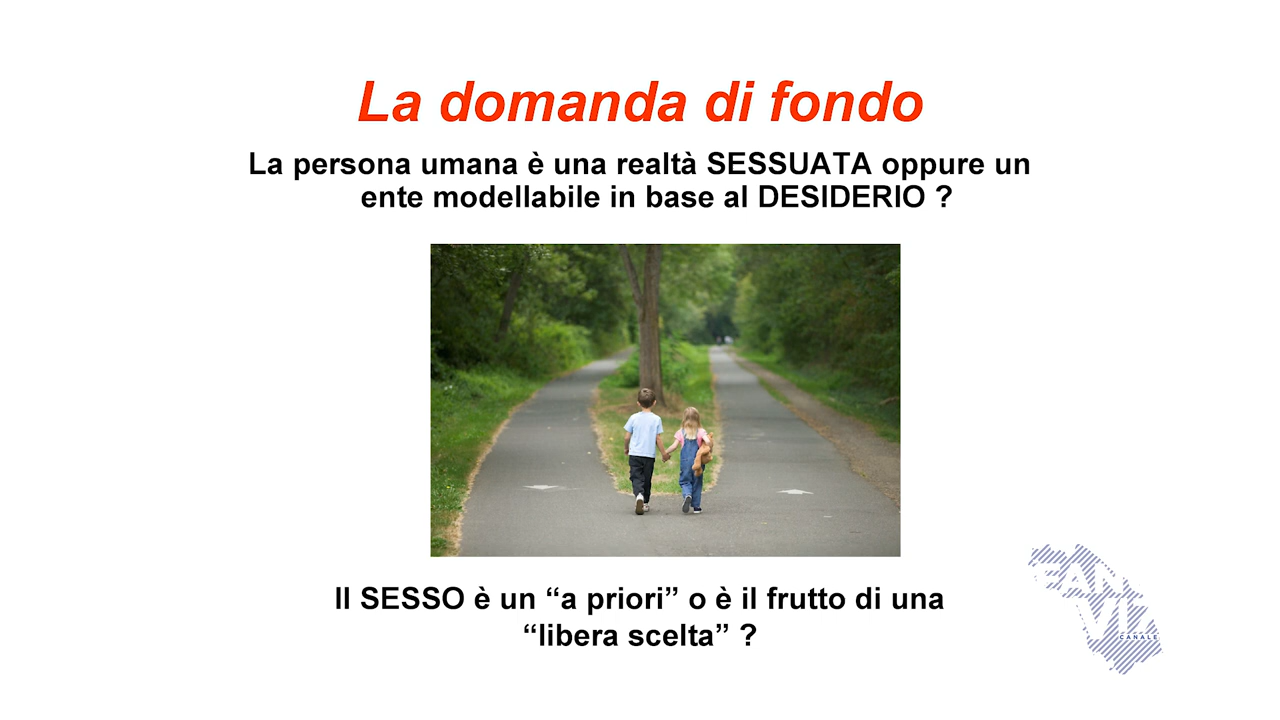 La domanda di fondo
La persona umana è una realtà SESSUATA oppure un
ente modellabile in base al DESIDERIO ?
Il SESSO è un “a priori” o è il frutto di una
“libera scelta” ?
CANALE